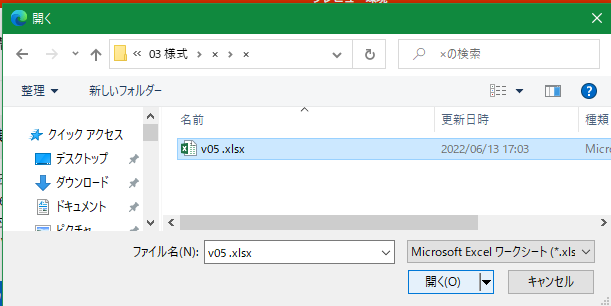 開く
<< 03 様式 > × > ×
×の検索
整理
新しいフォルダー
名前
更新日時
種類
クイック アクセス
v05 .xlsx
2022/06/13 17:03
Micro
デスクトップ
ダウンロード
ドキュメント
ピクチャ
ファイル名(N):
v05 .xlsx
Microsoft Excel ワークシート (*.xls
開く(O)
キャンセル